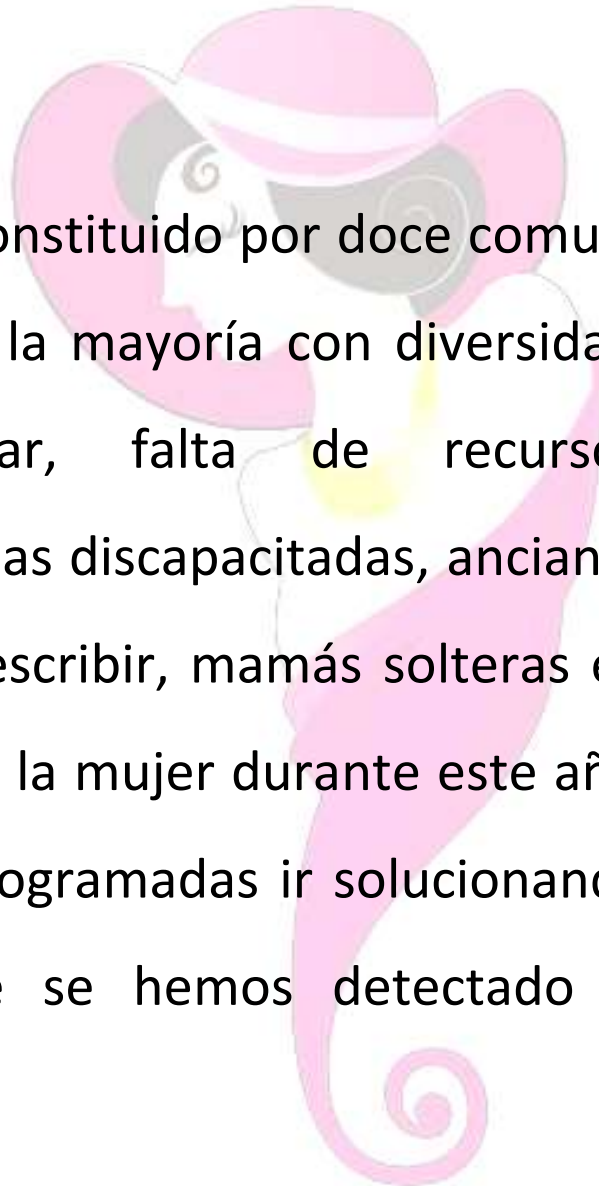 onstituido por doce comu
la mayoría con diversida
ar, falta de recurso
as discapacitadas, ancian
escribir, mamás solteras e
la mujer durante este añ
ogramadas ir solucionand
e se hemos detectado